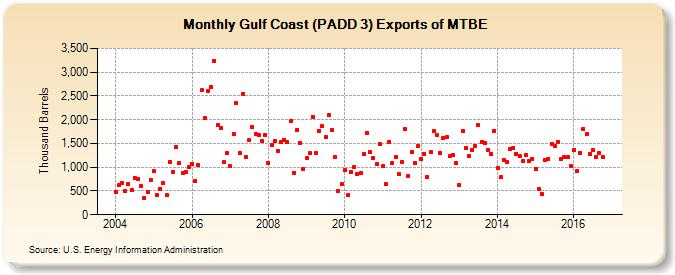 Monthly Gulf Coast (PADD 3) Exports of MTBE
Thousand Barrels
3,500
3,000
2,500
2,000
1,500
1,000
500
0
2004 2006 2008 2010 2012 2014 2016
Source: U.S. Energy Information Administration